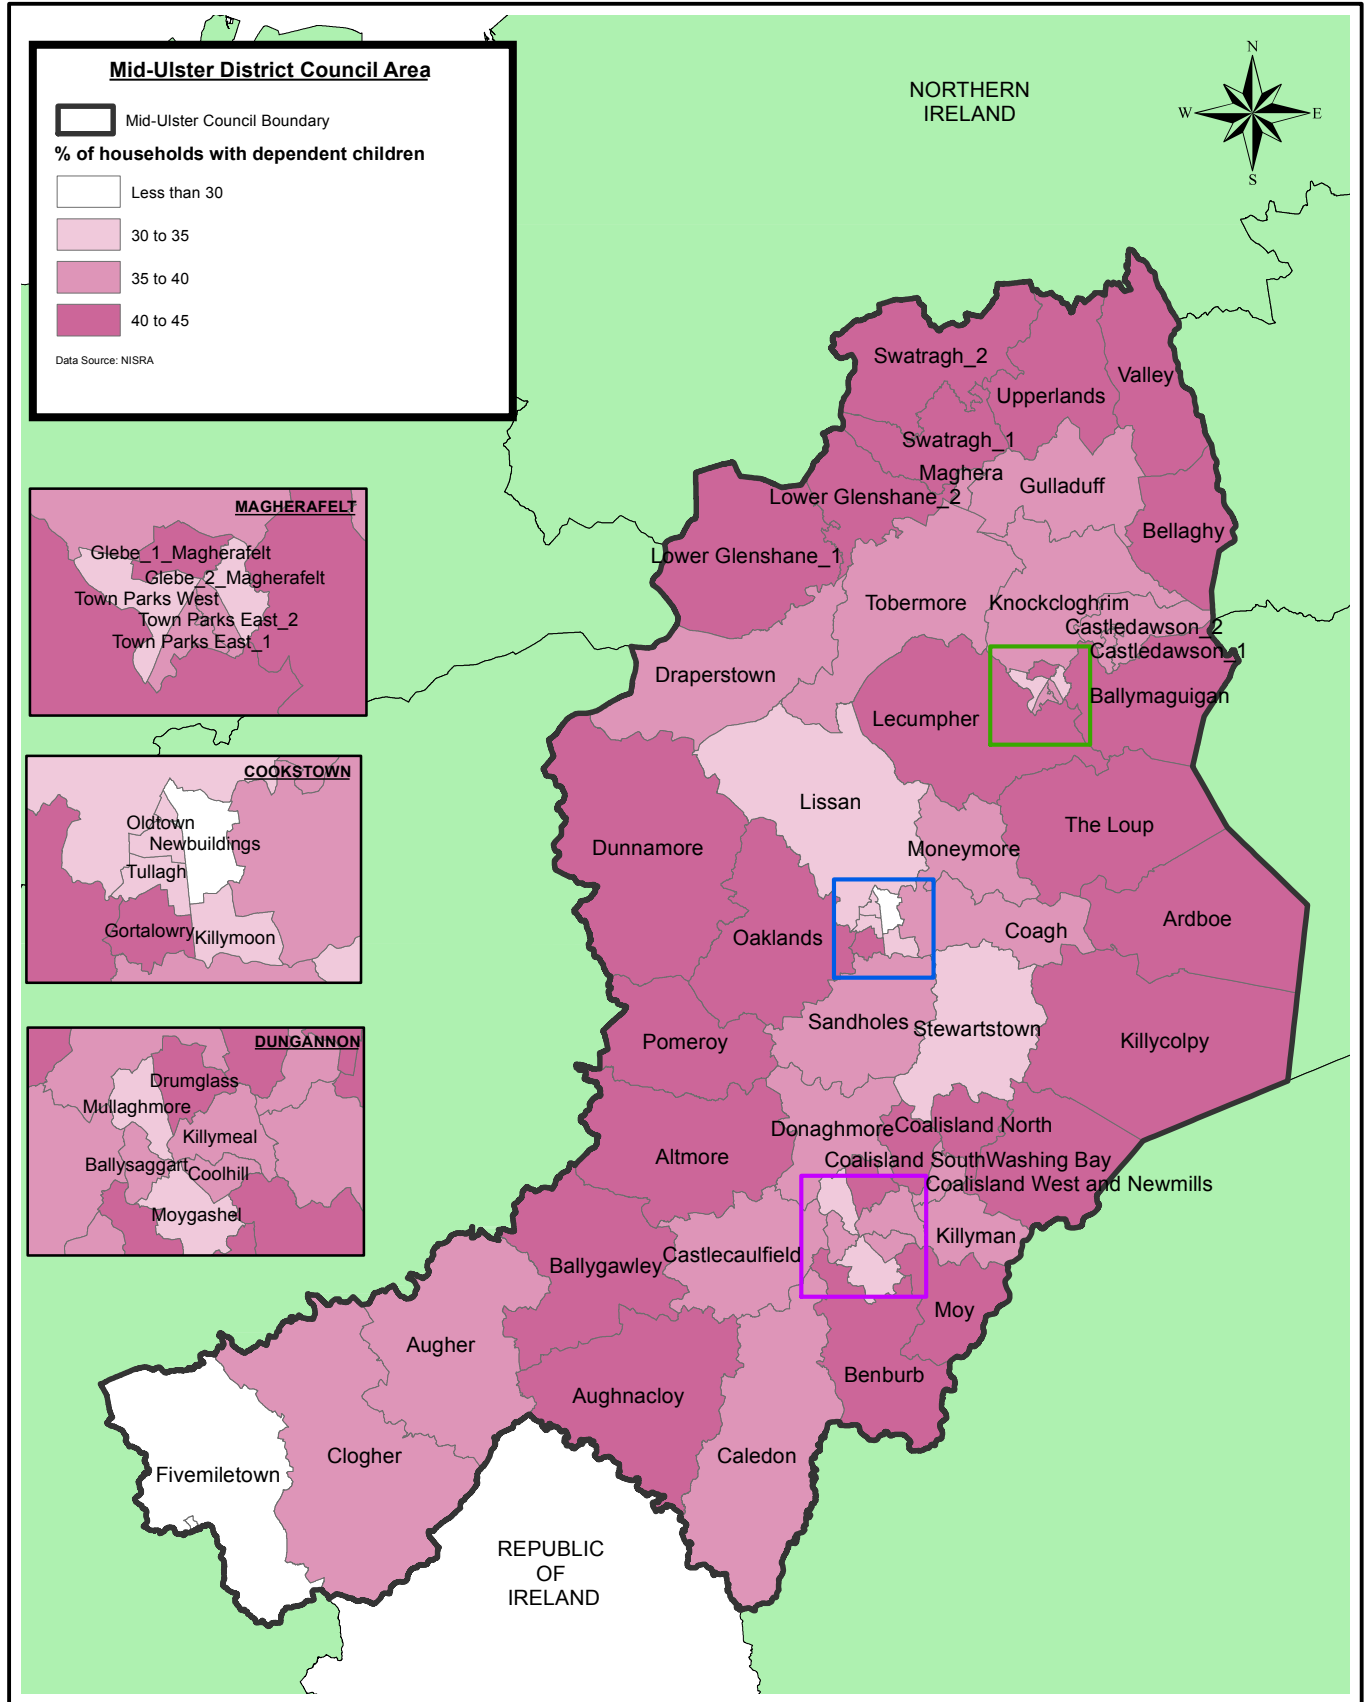 Mid-Ulster District Council Area
Mid-Ulster Council Boundary
% of households with dependent children
Less than 30
30 to 35
35 to 40
40 to 45
Data Source: NISRA
NORTHERN
IRELAND
N
W
E
S
Swatragh_2
Valley
Upperlands
Swatragh_1
Maghera
Gulladuff
Lower Glenshane_2
Bellaghy
Lower Glenshane_1
Tobermore
Knockcloghrim
Castledawson_2
Castledawson_1
Draperstown
Ballymaguigan
Lecumpher
Lissan
The Loup
Dunnamore
Moneymore
Ardboe
Oaklands
Coagh
Sandholes
Stewartstown
Pomeroy
Killycolpy
Donaghmore
Coalisland North
Altmore
Coalisland South
Washing Bay
Coalisland West and Newmills
Killyman
Castlecaulfield
Ballygawley
Moy
Augher
Benburb
Aughnacloy
Caledon
Clogher
Fivemiletown
REPUBLIC
OF
IRELAND
MAGHERAFELT
Glebe_1_Magherafelt
Glebe_2_Magherafelt
Town Parks West
Town Parks East_2
Town Parks East_1
COOKSTOWN
Oldtown
Newbuildings
Tullagh
Gortalowry
Killymoon
DUNGANNON
Drumglass
Mullaghmore
Killymeal
Ballysaggart
Coolhill
Moygashel